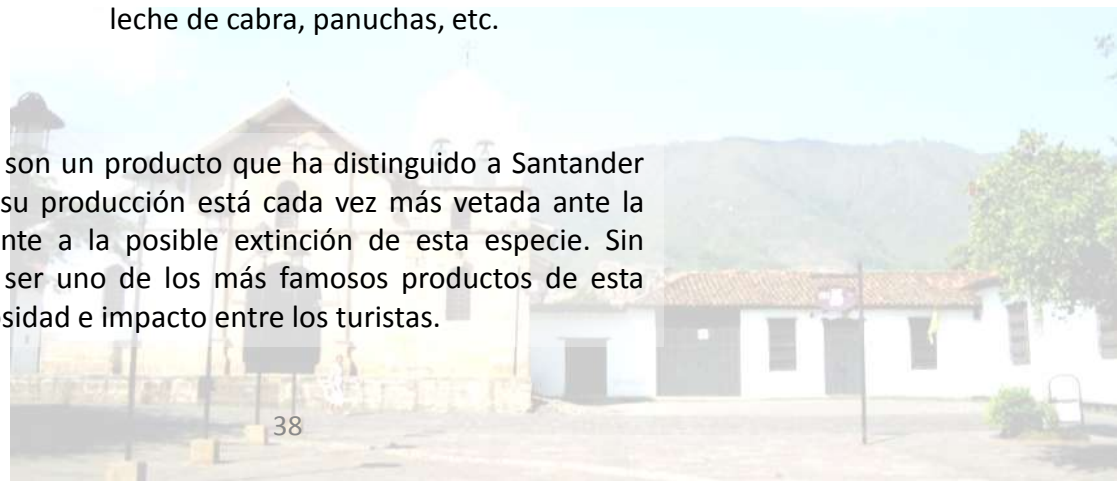 leche de cabra, panuchas, etc.
son un producto que ha distinguido a Santander
su producción está cada vez más vetada ante la
nte a la posible extinción de esta especie. Sin
ser uno de los más famosos productos de esta
osidad e impacto entre los turistas.
38